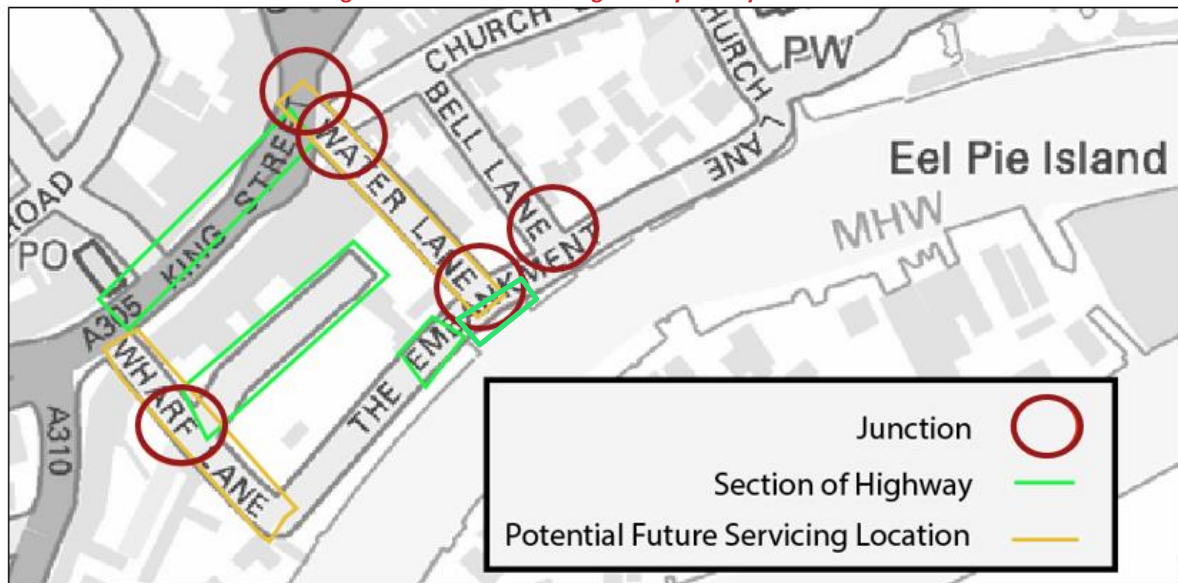 CHURCH
PW
BELL LANE
CHURCH LANE
KING STREET
WATER LANE
Eel Pie Island
MHW
ROAD
PO
A305
THE EMBANKMENT
WHARF LANE
A310
Junction
Section of Highway
Potential Future Servicing Location